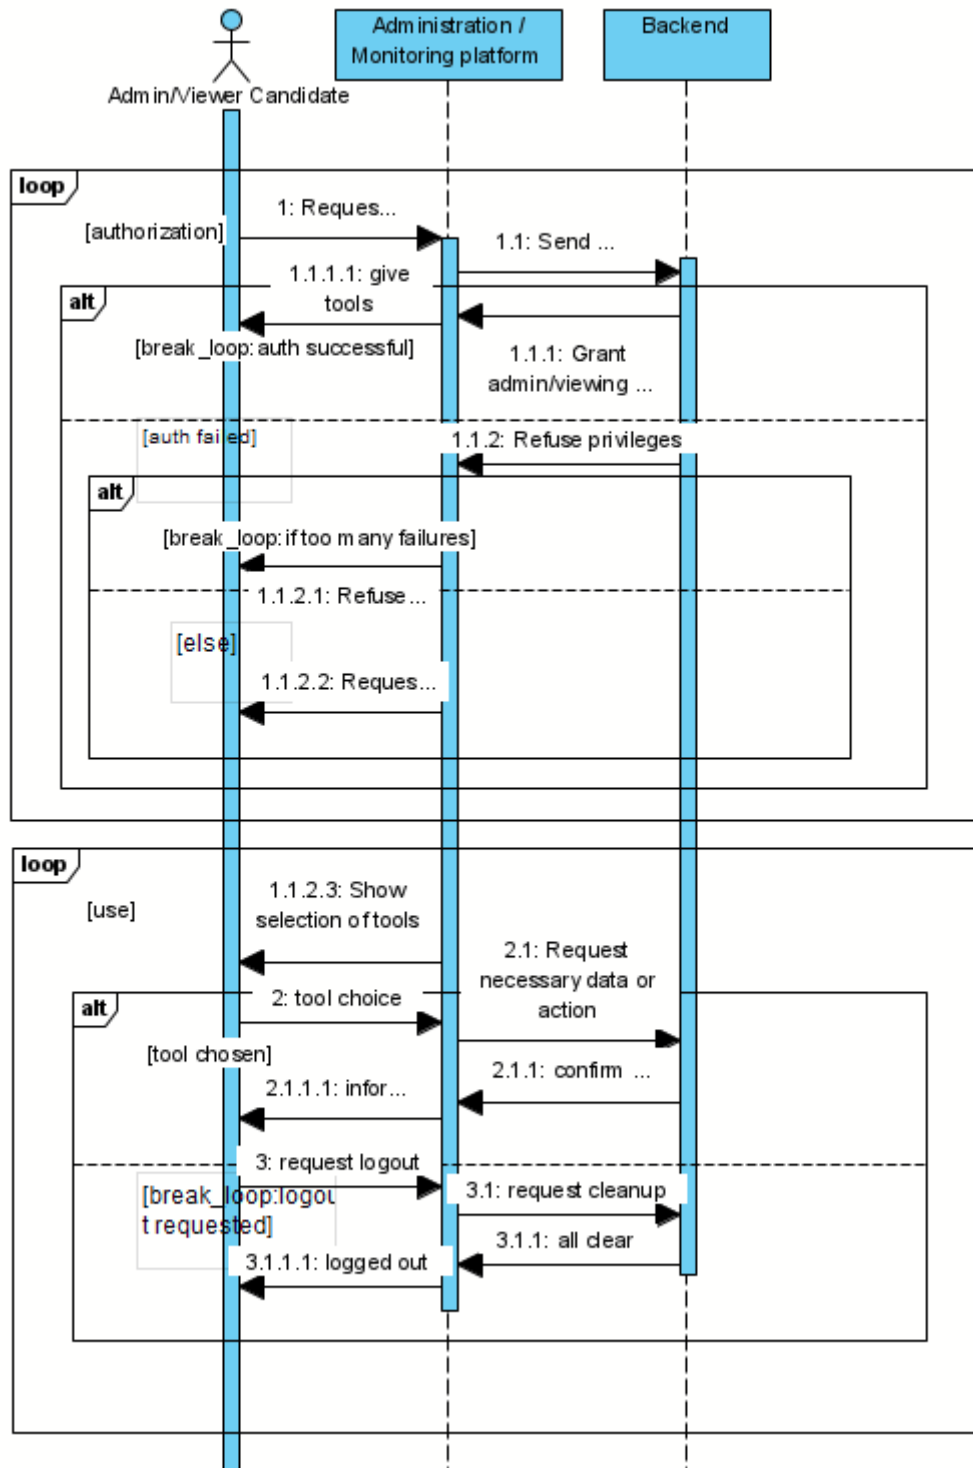 Administration /
Monitoring platform
Backend
Admin/Viewer Candidate
loop
[authorization]
1: Reques...
1.1: Send ...
1.1.1.1: give
tools
alt
[break_loop: auth successful]
1.1.1: Grant
admin/viewing ...
[auth failed]
1.1.2: Refuse privileges
alt
[break_loop: if too many failures]
1.1.2.1: Refuse...
[else]
1.1.2.2: Reques...
loop
[use]
1.1.2.3: Show
selection of tools
2.1: Request
necessary data or
action
alt
2: tool choice
[tool chosen]
2.1.1: confirm ...
2.1.1.1: infor...
3: request logout
[break_loop:logou
t requested]
3.1: request cleanup
3.1.1: all clear
3.1.1.1: logged out